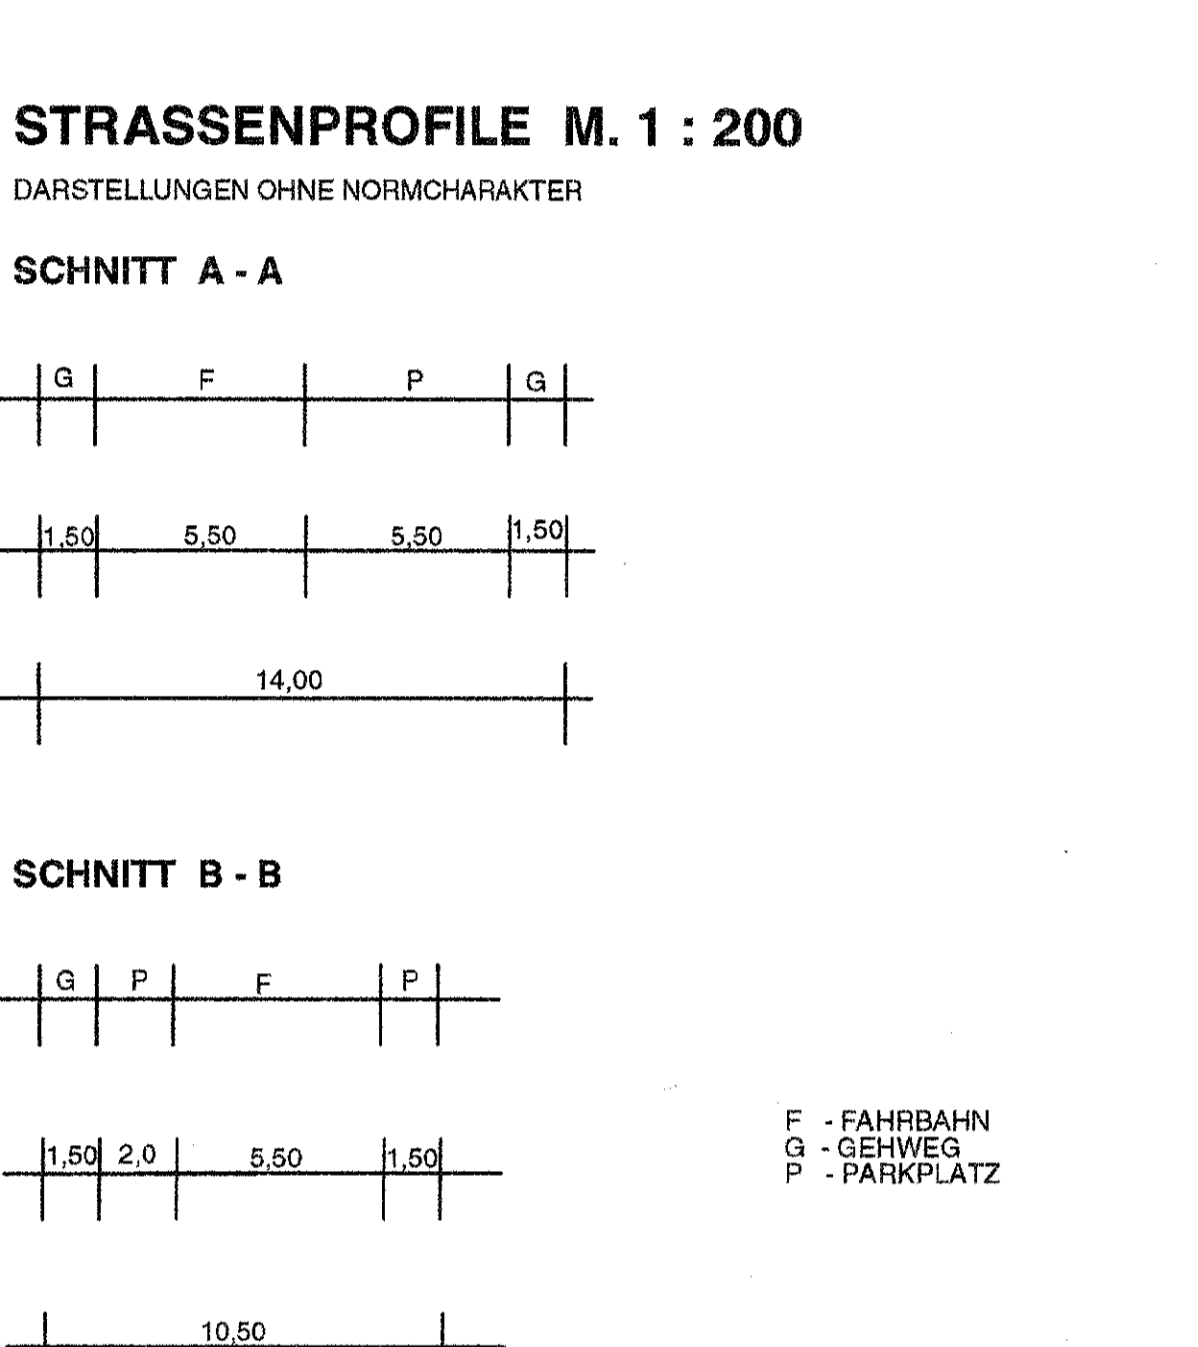 STRASSENPROFILE M. 1 : 200
DARSTELLUNGEN OHNE NORMCHARAKTER
SCHNITT A - A
G F P G
1,50 5,50 5,50 1,50
14,00
SCHNITT B - B
G P F P
1,50 2,0 5,50 1,50
10,50
F - FAHRBAHN
G - GEHWEG
P - PARKPLATZ